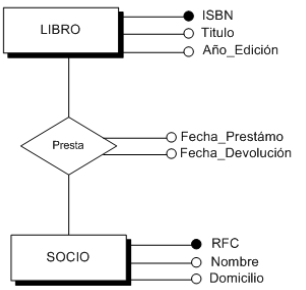 ISBN
LIBRO
Titulo
Año_Edición
Fecha_Prestámo
Presta
Fecha_Devolución
RFC
SOCIO
Nombre
Domicilio